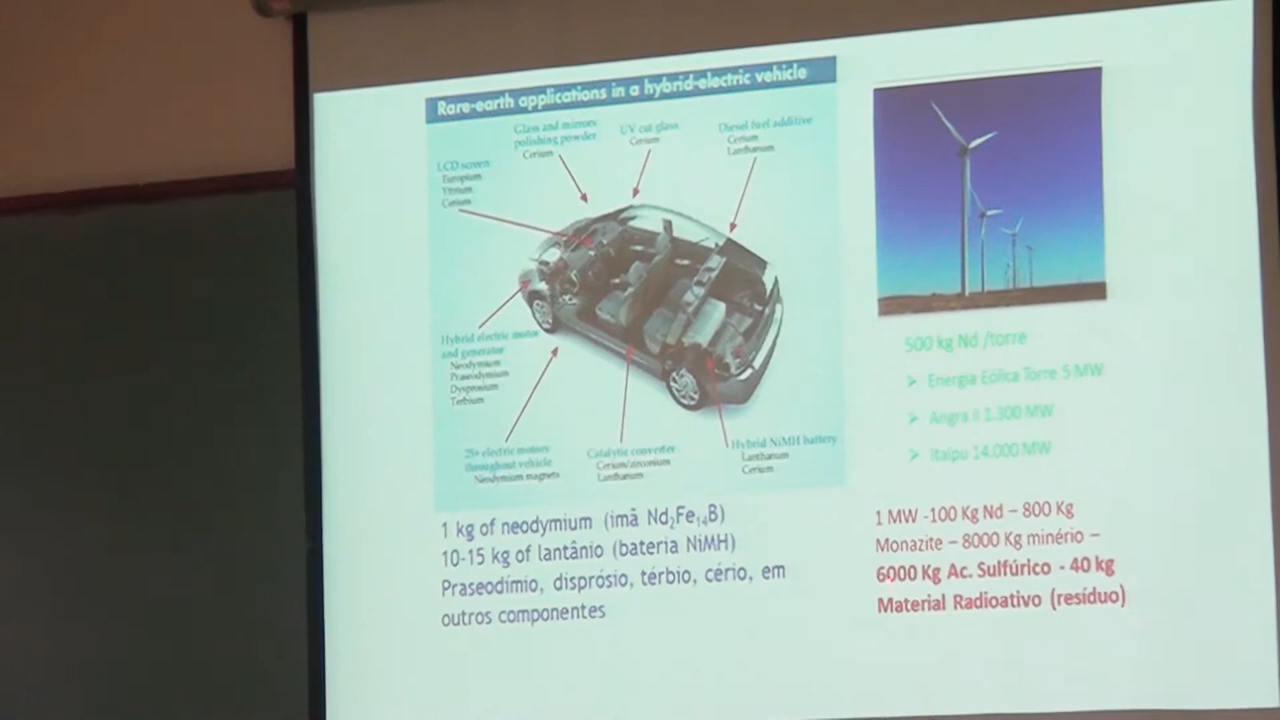 Rare-earth applications in a hybrid-electric vehicle
Glass and mirrors
polishing powder
Cerium
UV cut glass
Cerium
Diesel fuel additive
Cerium
Lanthanum
LCD screen
Europium
Yttrium
Cerium
Hybrid electric motor
and generator
Neodymium
Praseodymium
Dysprosium
Terbium
25+ electric motors
throughout vehicle
Neodymium magnets
Catalytic converter
Cerium/zirconium
Lanthanum
Hybrid NiMH battery
Lanthanum
Cerium
1 kg of neodymium (imã Nd₂Fe₁₄B)
10-15 kg of lantânio (bateria NiMH)
Praseodímio, disprósio, térbio, cério, em
outros componentes
500 kg Nd /torre
➢ Energia Eólica Torre 5 MW
➢ Angra II 1.300 MW
➢ Itaipu 14.000 MW
1 MW -100 Kg Nd – 800 Kg
Monazite – 8000 Kg minério –
6000 Kg Ac. Sulfúrico - 40 kg
Material Radioativo (resíduo)